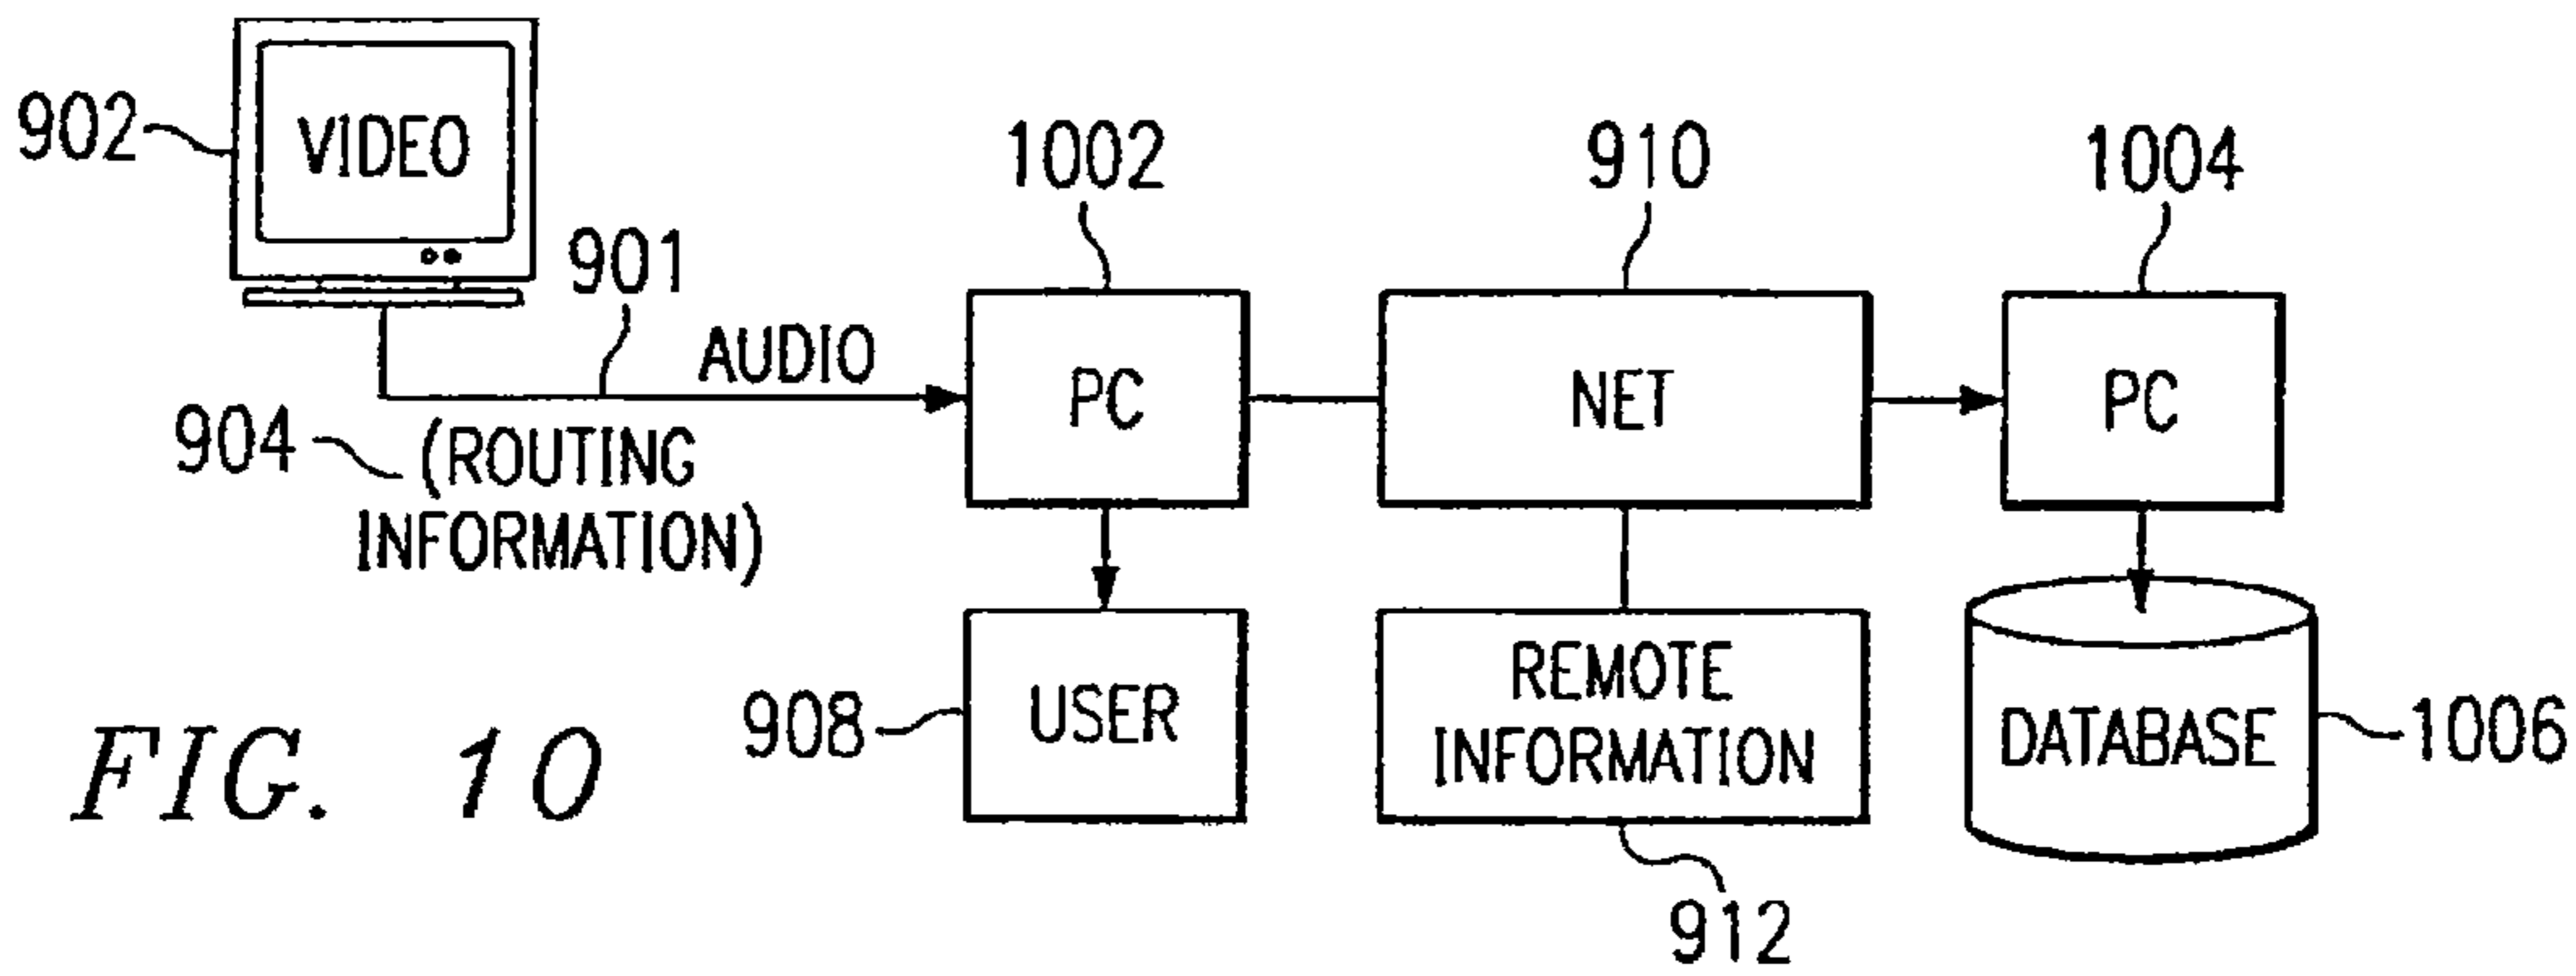 902
VIDEO
901
AUDIO
904
(ROUTING
INFORMATION)
1002
PC
910
NET
1004
PC
908
USER
REMOTE
INFORMATION
912
DATABASE
1006
FIG. 10